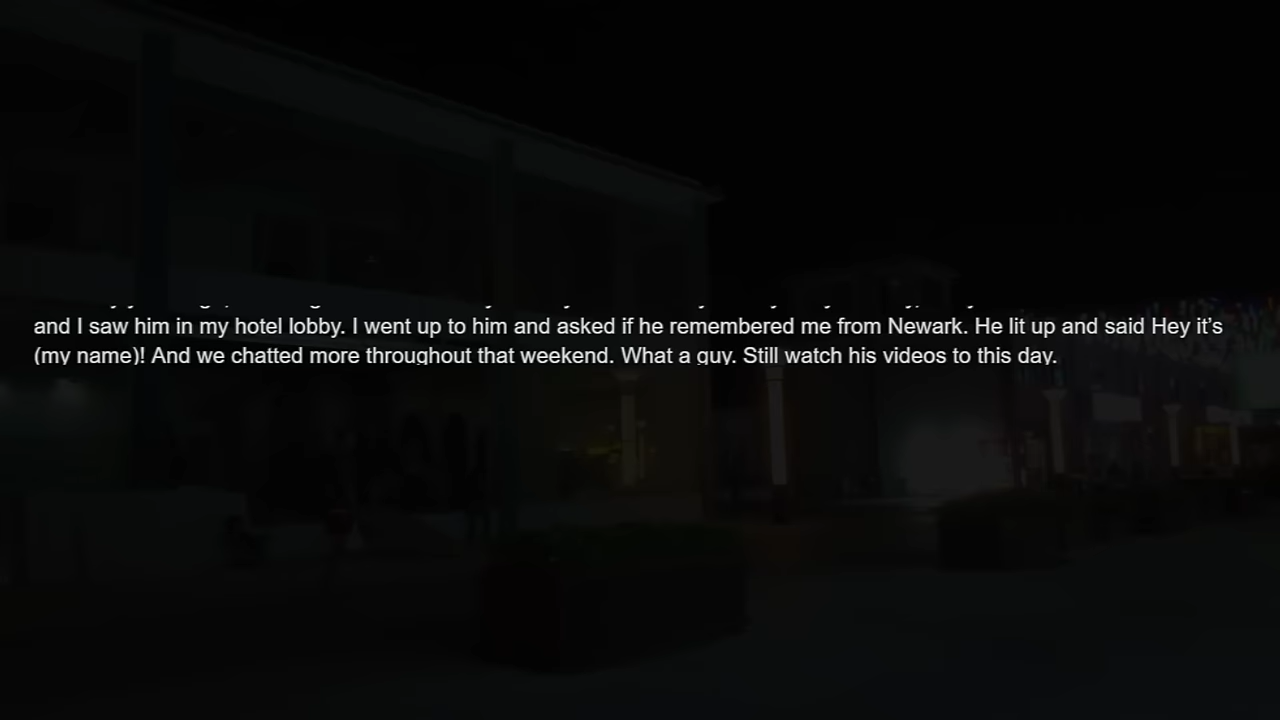 and I saw him in my hotel lobby. I went up to him and asked if he remembered me from Newark. He lit up and said Hey it's
(my name)! And we chatted more throughout that weekend. What a guy. Still watch his videos to this day.